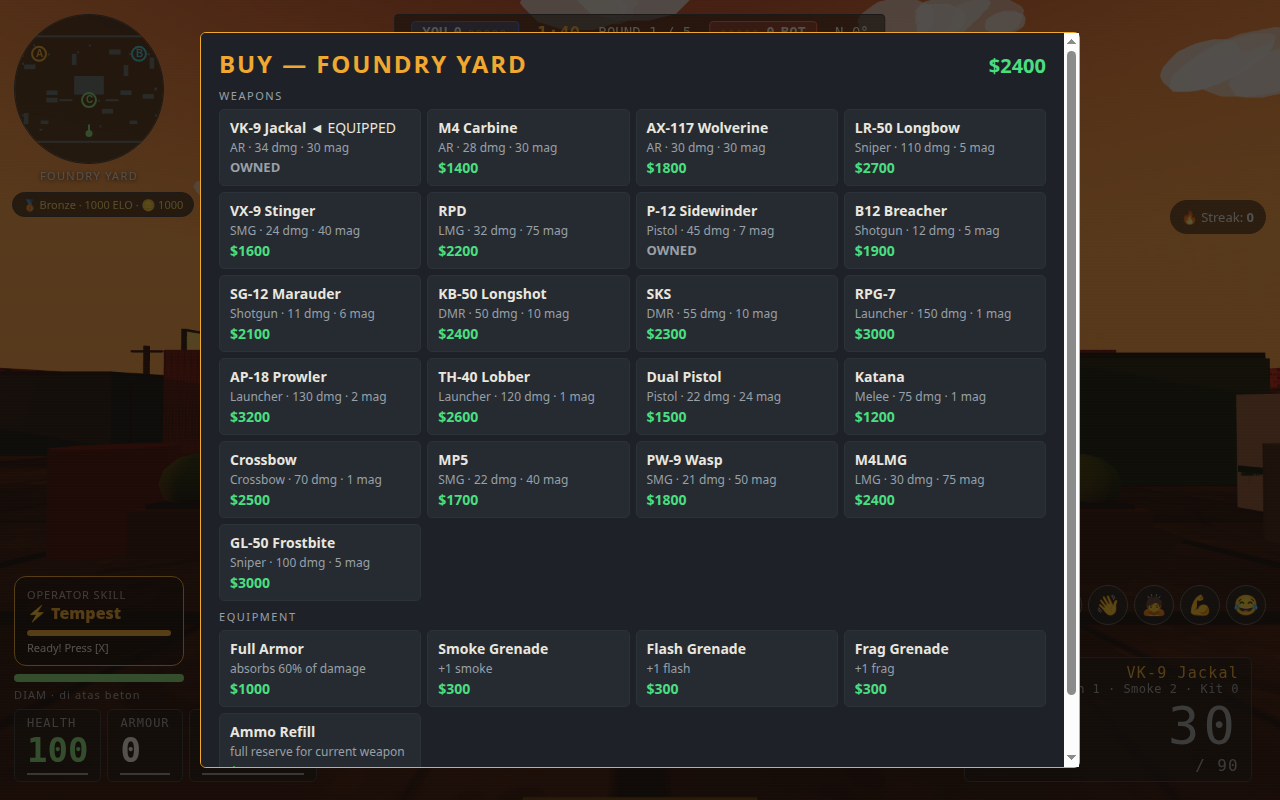 YOU 0
1:40
ROUND 1 / 5
0 BOT
N 0°
A
B
C
FOUNDRY YARD
🥉 Bronze · 1000 ELO · 🪙 1000
🔥 Streak: 0
BUY — FOUNDRY YARD
$2400
WEAPONS
VK-9 Jackal ◄ EQUIPPED
AR · 34 dmg · 30 mag
OWNED
M4 Carbine
AR · 28 dmg · 30 mag
$1400
AX-117 Wolverine
AR · 30 dmg · 30 mag
$1800
LR-50 Longbow
Sniper · 110 dmg · 5 mag
$2700
VX-9 Stinger
SMG · 24 dmg · 40 mag
$1600
RPD
LMG · 32 dmg · 75 mag
$2200
P-12 Sidewinder
Pistol · 45 dmg · 7 mag
OWNED
B12 Breacher
Shotgun · 12 dmg · 5 mag
$1900
SG-12 Marauder
Shotgun · 11 dmg · 6 mag
$2100
KB-50 Longshot
DMR · 50 dmg · 10 mag
$2400
SKS
DMR · 55 dmg · 10 mag
$2300
RPG-7
Launcher · 150 dmg · 1 mag
$3000
AP-18 Prowler
Launcher · 130 dmg · 2 mag
$3200
TH-40 Lobber
Launcher · 120 dmg · 1 mag
$2600
Dual Pistol
Pistol · 22 dmg · 24 mag
$1500
Katana
Melee · 75 dmg · 1 mag
$1200
Crossbow
Crossbow · 70 dmg · 1 mag
$2500
MP5
SMG · 22 dmg · 40 mag
$1700
PW-9 Wasp
SMG · 21 dmg · 50 mag
$1800
M4LMG
LMG · 30 dmg · 75 mag
$2400
GL-50 Frostbite
Sniper · 100 dmg · 5 mag
$3000
EQUIPMENT
Full Armor
absorbs 60% of damage
$1000
Smoke Grenade
+1 smoke
$300
Flash Grenade
+1 flash
$300
Frag Grenade
+1 frag
$300
Ammo Refill
full reserve for current weapon
OPERATOR SKILL
⚡ Tempest
Ready! Press [X]
DIAM · di atas beton
HEALTH
100
ARMOUR
0
VK-9 Jackal
1 · Smoke 2 · Kit 0
30
/ 90